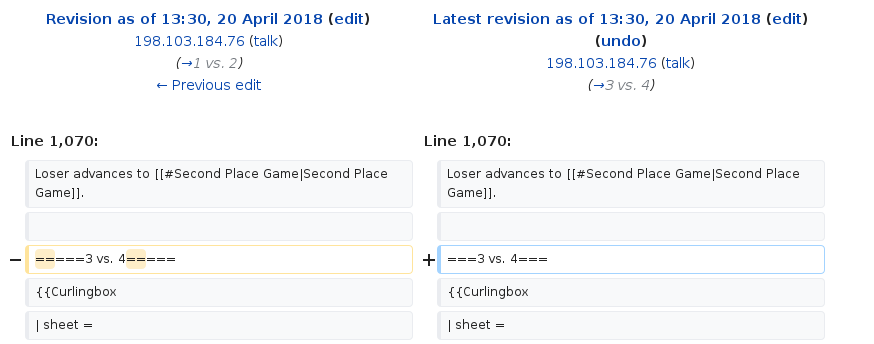 Revision as of 13:30, 20 April 2018 (edit)
198.103.184.76 (talk)
(→1 vs. 2)
← Previous edit
Latest revision as of 13:30, 20 April 2018 (edit)
(undo)
198.103.184.76 (talk)
(→3 vs. 4)
Line 1,070:
Line 1,070:
Loser advances to [[#Second Place Game|Second Place
Game]].
Loser advances to [[#Second Place Game|Second Place
Game]].
− =====3 vs. 4=====
+ ===3 vs. 4===
{{Curlingbox
{{Curlingbox
| sheet =
| sheet =